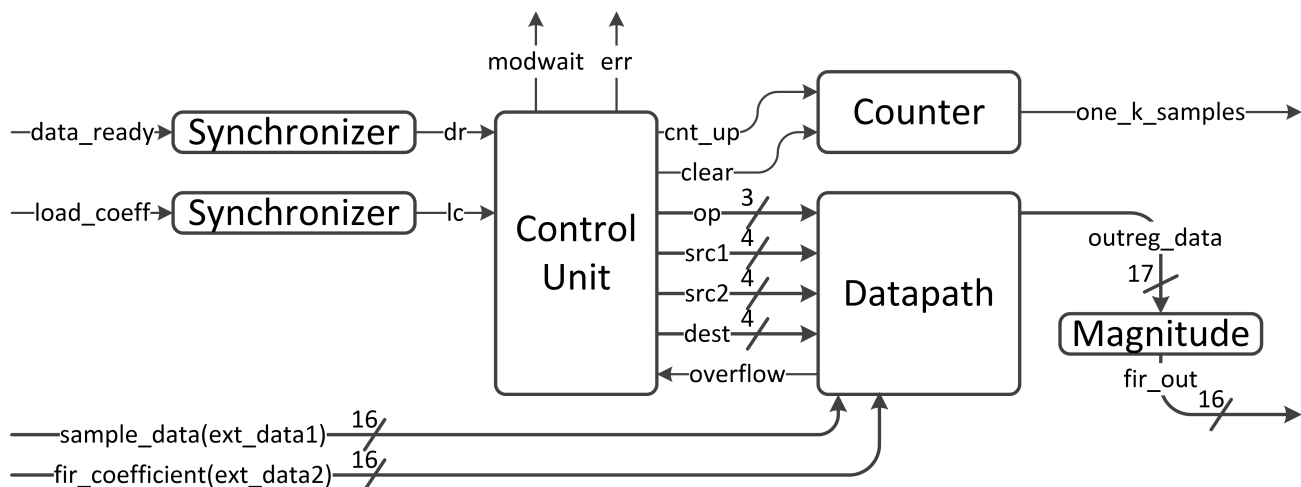 modwait err
data_ready Synchronizer dr
load_coeff Synchronizer lc
Control
Unit
cnt_up
clear
op 3
src1 4
src2 4
dest 4
overflow
Counter one_k_samples
Datapath
outreg_data
17
Magnitude
fir_out
16
sample_data(ext_data1) 16
fir_coefficient(ext_data2) 16